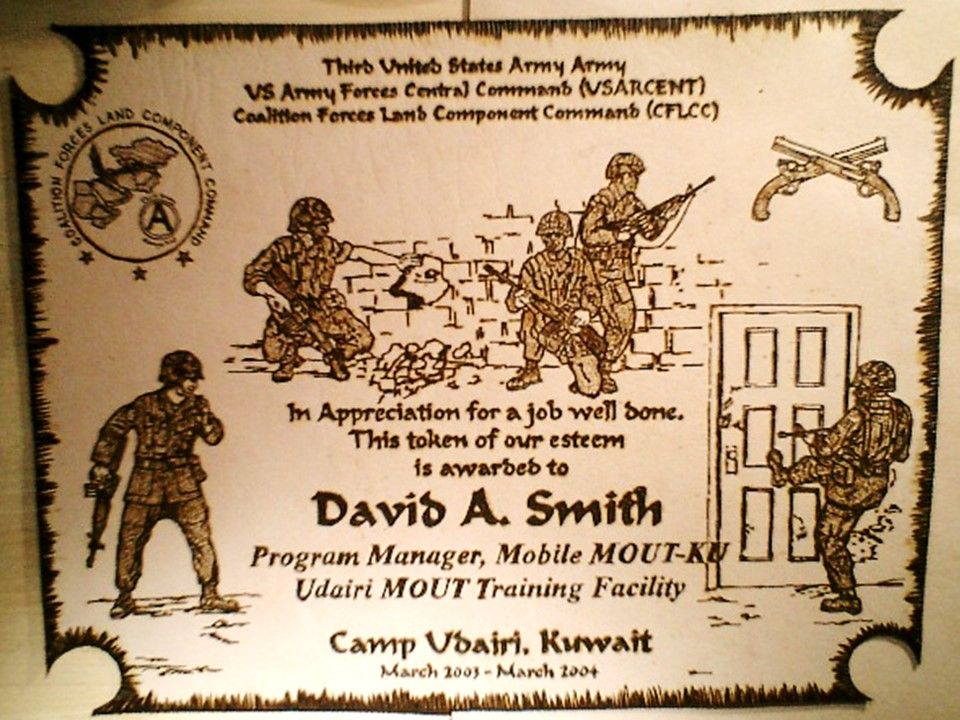 Third United States Army Army
US Army Forces Central Command (USARCENT)
Coalition Forces Land Component Command (CFLCC)
COALITION FORCES LAND COMPONENT COMMAND
A
In Appreciation for a job well done.
This token of our esteem
is awarded to
David A. Smith
Program Manager, Mobile MOUT-KU
Udairi MOUT Training Facility
Camp Udairi, Kuwait
March 2003 - March 2004